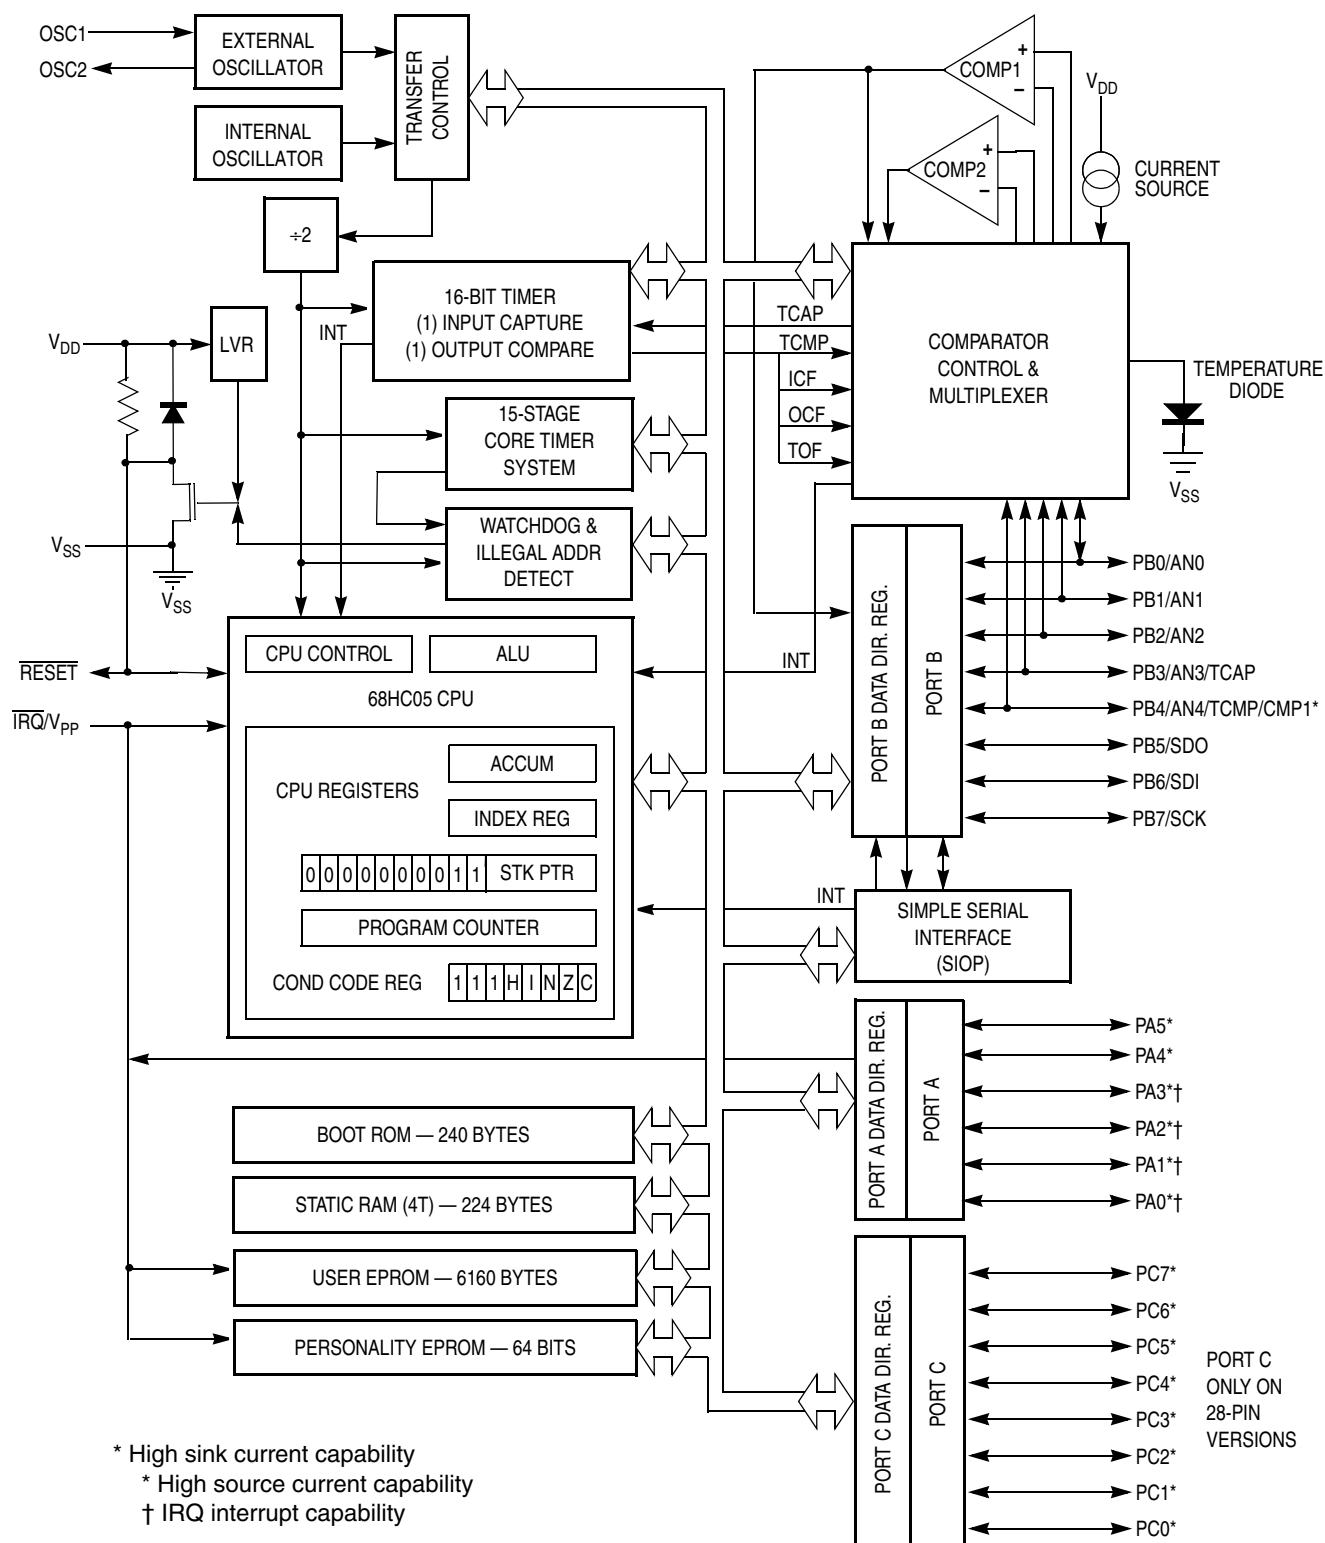 OSC1
OSC2
EXTERNAL
OSCILLATOR
INTERNAL
OSCILLATOR
TRANSFER
CONTROL
÷2
COMP1
+
–
COMP2
+
–
VDD
CURRENT
SOURCE
16-BIT TIMER
(1) INPUT CAPTURE
(1) OUTPUT COMPARE
INT
VDD
LVR
TCAP
TCMP
ICF
OCF
TOF
COMPARATOR
CONTROL &
MULTIPLEXER
TEMPERATURE
DIODE
VSS
15-STAGE
CORE TIMER
SYSTEM
WATCHDOG &
ILLEGAL ADDR
DETECT
VSS
VSS
RESET
IRQ/VPP
CPU CONTROL
ALU
68HC05 CPU
INT
CPU REGISTERS
ACCUM
INDEX REG
0 0 0 0 0 0 0 0 1 1 STK PTR
PROGRAM COUNTER
COND CODE REG
1 1 1 H I N Z C
PORT B DATA DIR. REG.
PORT B
PB0/AN0
PB1/AN1
PB2/AN2
PB3/AN3/TCAP
PB4/AN4/TCMP/CMP1*
PB5/SDO
PB6/SDI
PB7/SCK
INT
SIMPLE SERIAL
INTERFACE
(SIOP)
PORT A DATA DIR. REG.
PORT A
PA5*
PA4*
PA3*†
PA2*†
PA1*†
PA0*†
BOOT ROM — 240 BYTES
STATIC RAM (4T) — 224 BYTES
USER EPROM — 6160 BYTES
PERSONALITY EPROM — 64 BITS
PORT C DATA DIR. REG.
PORT C
PC7*
PC6*
PC5*
PC4*
PC3*
PC2*
PC1*
PC0*
PORT C
ONLY ON
28-PIN
VERSIONS
* High sink current capability
* High source current capability
† IRQ interrupt capability